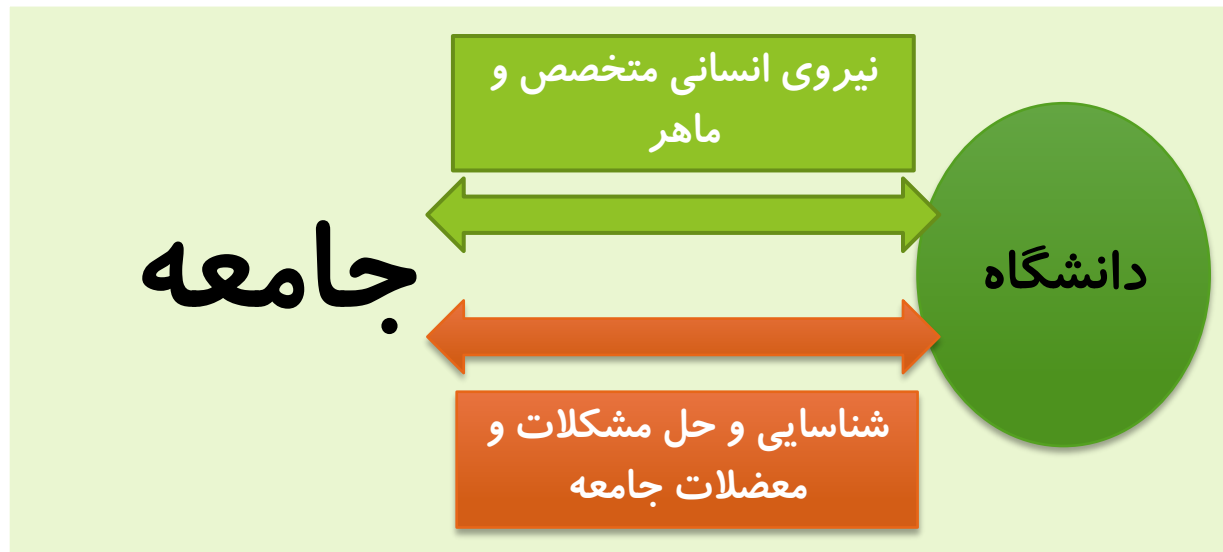 نیروی انسانی متخصص و
ماهر
دانشگاه
جامعه
شناسایی و حل مشکلات و
معضلات جامعه